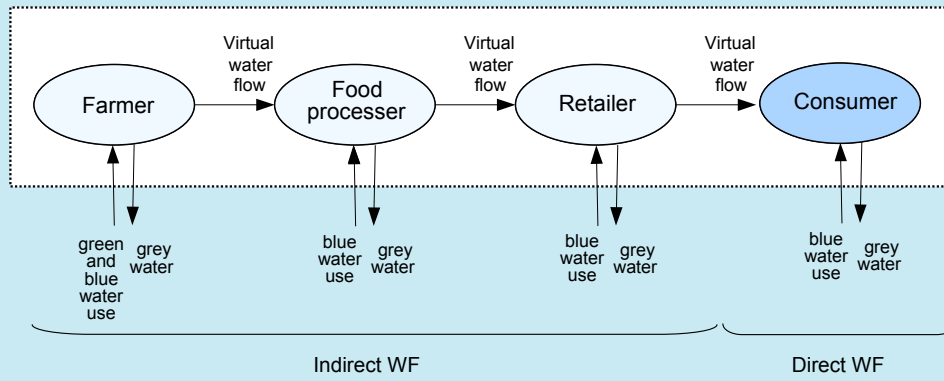 Virtual
water
flow
Virtual
water
flow
Virtual
water
flow
Farmer
Food
processer
Retailer
Consumer
green
and
blue
water
use
grey
water
blue
water
use
grey
water
blue
water
use
grey
water
blue
water
use
grey
water
Indirect WF
Direct WF